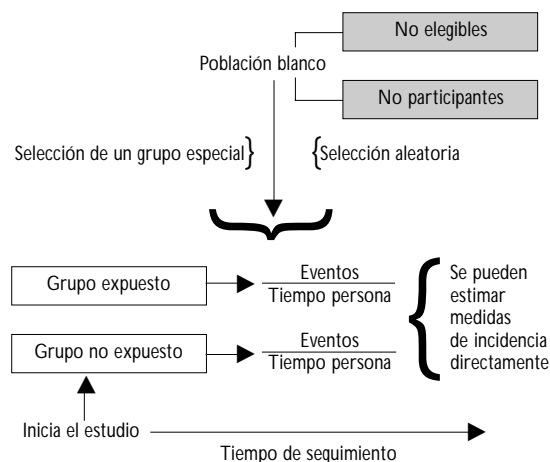 No elegibles
Población blanco
No participantes
Selección de un grupo especal}
{Selección aleatoria
Grupo expuesto
Eventos
Tiempo persona
Grupo no expuesto
Eventos
Tiempo persona
Se pueden
estimar
medidas
de incidencia
directamente
Inicia el estudio
Tiempo de seguimiento